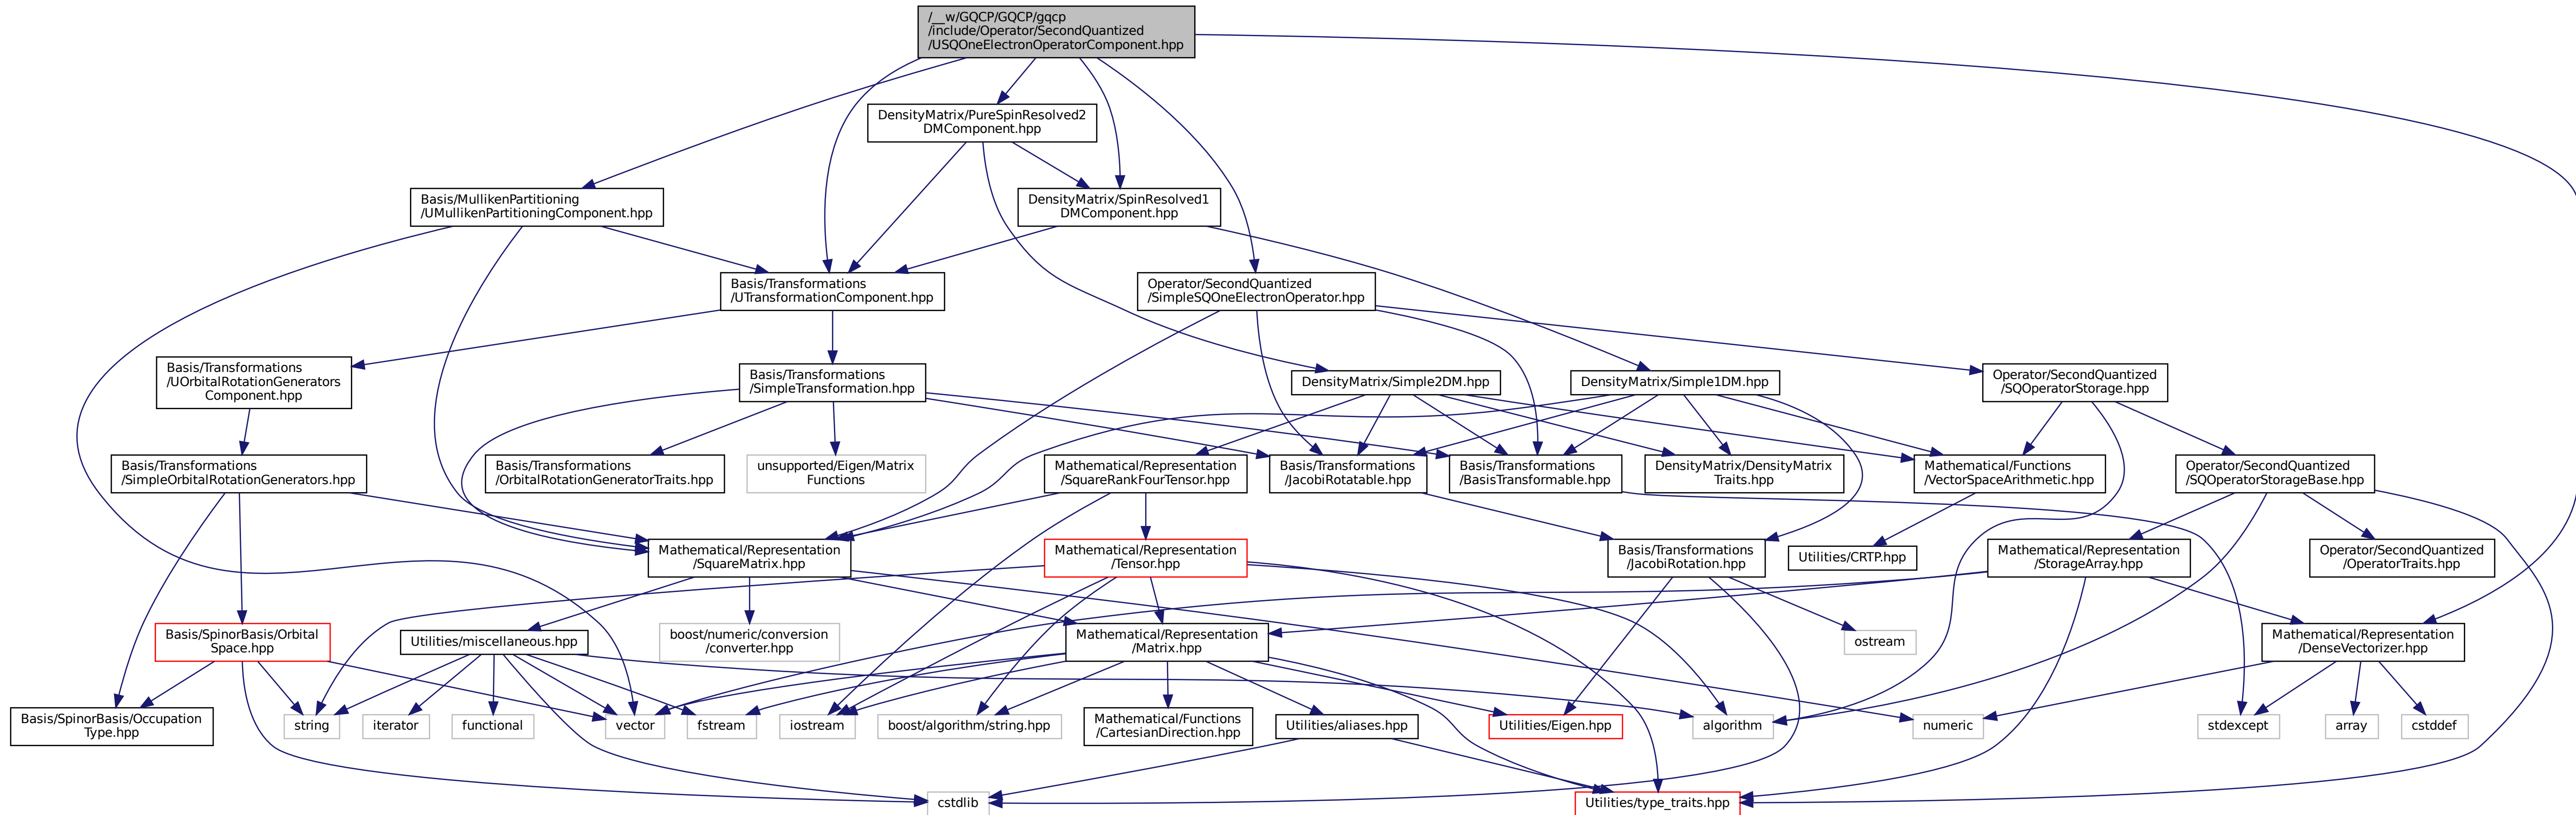 /__w/GQCP/GQCP/gqcp
/include/Operator/SecondQuantized
/USQOneElectronOperatorComponent.hpp
DensityMatrix/PureSpinResolved2
DMComponent.hpp
Basis/MullikenPartitioning
/UMullikenPartitioningComponent.hpp
DensityMatrix/SpinResolved1
DMComponent.hpp
Basis/Transformations
/UTransformationComponent.hpp
Operator/SecondQuantized
/SimpleSQOneElectronOperator.hpp
Basis/Transformations
/UOrbitalRotationGenerators
Component.hpp
Basis/Transformations
/SimpleTransformation.hpp
DensityMatrix/Simple2DM.hpp
DensityMatrix/Simple1DM.hpp
Operator/SecondQuantized
/SQOperatorStorage.hpp
Basis/Transformations
/SimpleOrbitalRotationGenerators.hpp
Basis/Transformations
/OrbitalRotationGeneratorTraits.hpp
unsupported/Eigen/Matrix
Functions
Mathematical/Representation
/SquareRankFourTensor.hpp
Basis/Transformations
/JacobiRotatable.hpp
Basis/Transformations
/BasisTransformable.hpp
DensityMatrix/DensityMatrix
Traits.hpp
Mathematical/Functions
/VectorSpaceArithmetic.hpp
Operator/SecondQuantized
/SQOperatorStorageBase.hpp
Mathematical/Representation
/SquareMatrix.hpp
Mathematical/Representation
/Tensor.hpp
Basis/Transformations
/JacobiRotation.hpp
Utilities/CRTP.hpp
Mathematical/Representation
/StorageArray.hpp
Operator/SecondQuantized
/OperatorTraits.hpp
Basis/SpinorBasis/Orbital
Space.hpp
Utilities/miscellaneous.hpp
boost/numeric/conversion
/converter.hpp
Mathematical/Representation
/Matrix.hpp
ostream
Mathematical/Representation
/DenseVectorizer.hpp
Basis/SpinorBasis/Occupation
Type.hpp
string
iterator
functional
vector
fstream
iostream
boost/algorithm/string.hpp
Mathematical/Functions
/CartesianDirection.hpp
Utilities/aliases.hpp
Utilities/Eigen.hpp
algorithm
numeric
stdexcept
array
cstddef
cstdlib
Utilities/type_traits.hpp